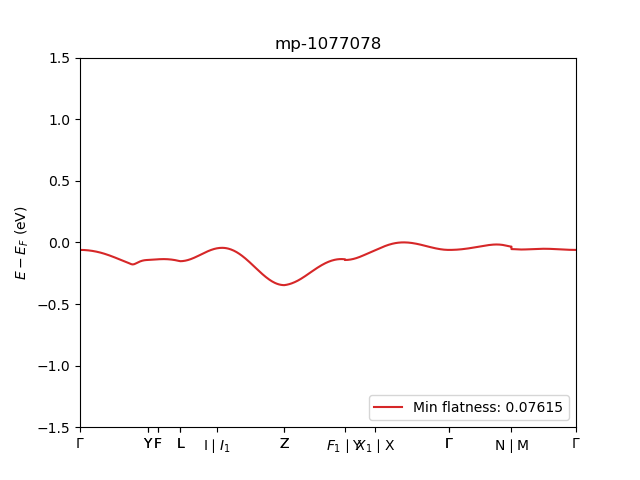 mp-1077078
1.5
1.0
0.5
0.0
−0.5
−1.0
−1.5
E − E_F (eV)
Min flatness: 0.07615
Γ Y F L I | I₁ Z F₁ | Y X₁ | X Γ N | M Γ